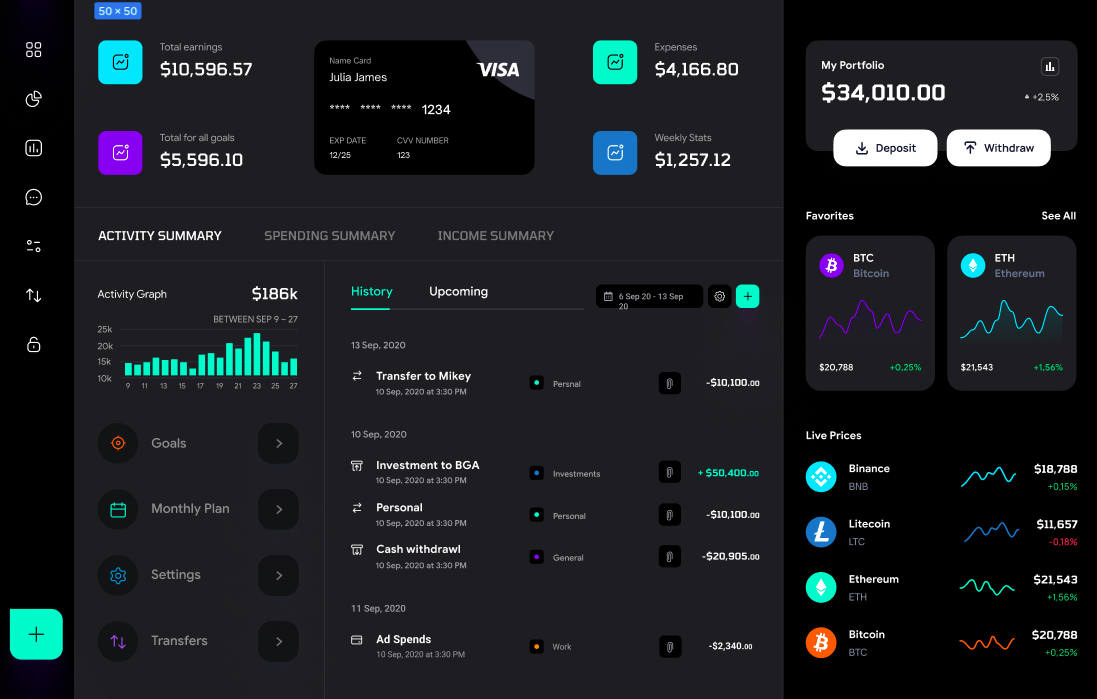 50 × 50
Total earnings
$10,596.57
Total for all goals
$5,596.10
Name Card
Julia James
VISA
**** **** **** 1234
EXP DATE
CVV NUMBER
12/25
123
Expenses
$4,166.80
Weekly Stats
$1,257.12
ACTIVITY SUMMARY
SPENDING SUMMARY
INCOME SUMMARY
Activity Graph
$186k
BETWEEN SEP 9 – 27
25k
20k
15k
10k
9 11 13 15 17 19 21 23 25 27
Goals
Monthly Plan
Settings
Transfers
History
Upcoming
6 Sep 20 - 13 Sep
20
13 Sep, 2020
Transfer to Mikey
10 Sep, 2020 at 3:30 PM
Persnal
-$10,100.00
10 Sep, 2020
Investment to BGA
10 Sep, 2020 at 3:30 PM
Investments
+ $50,400.00
Personal
10 Sep, 2020 at 3:30 PM
Personal
-$10,100.00
Cash withdrawl
10 Sep, 2020 at 3:30 PM
General
-$20,905.00
11 Sep, 2020
Ad Spends
10 Sep, 2020 at 3:30 PM
Work
-$2,340.00
My Portfolio
$34,010.00
+2,5%
Deposit
Withdraw
Favorites
See All
BTC
Bitcoin
$20,788
+0,25%
ETH
Ethereum
$21,543
+1,56%
Live Prices
Binance
BNB
$18,788
+0,15%
Litecoin
LTC
$11,657
-0,18%
Ethereum
ETH
$21,543
+1,56%
Bitcoin
BTC
$20,788
+0,25%